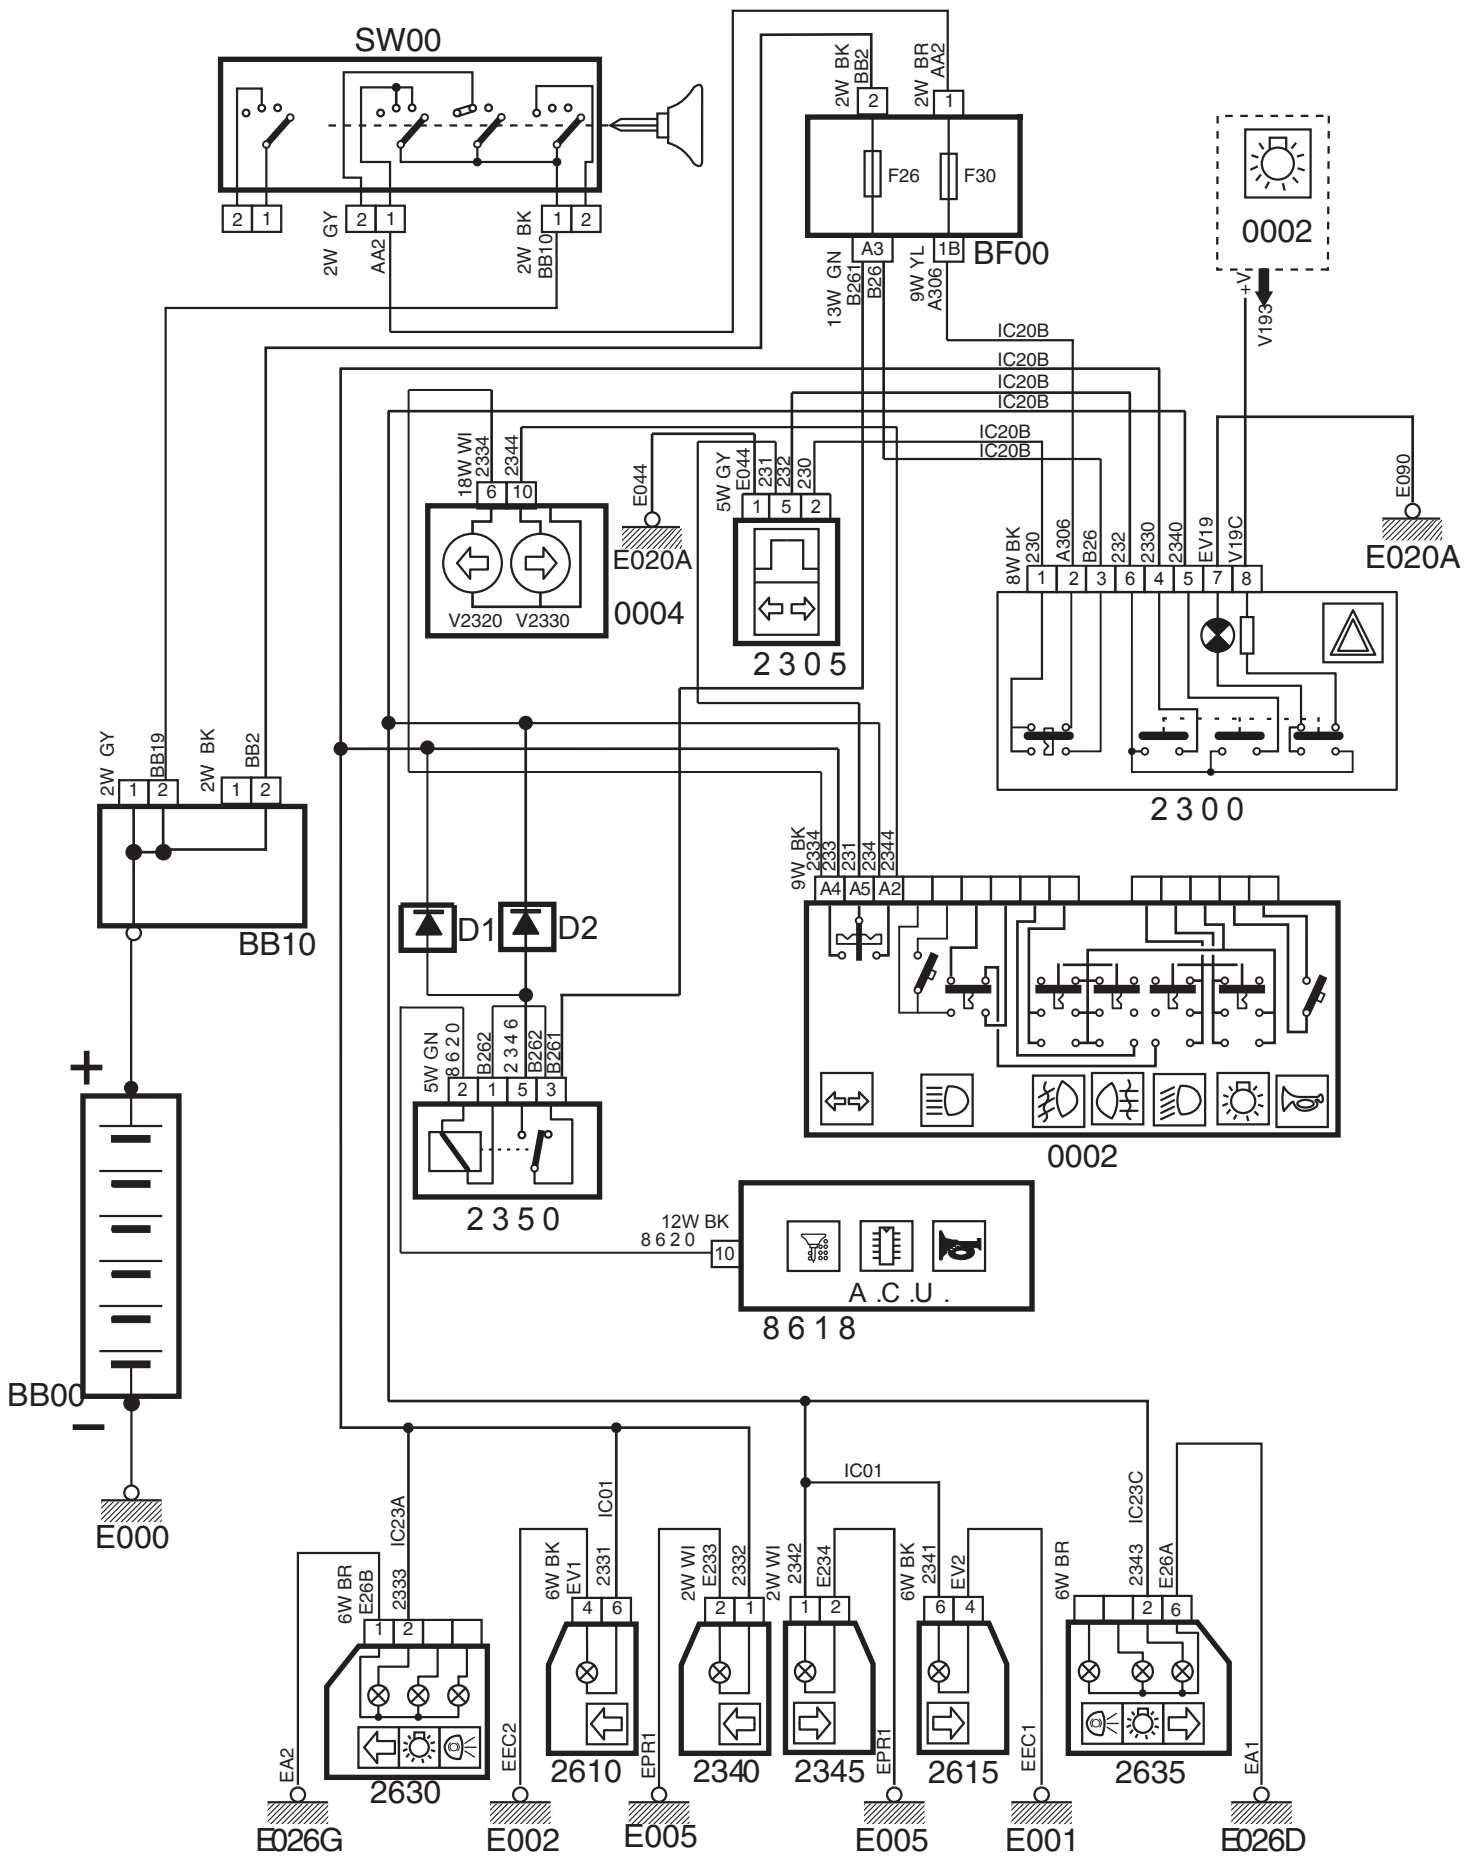 SW00
2 1
2W GY
2 1
AA2
2W BK
1 2
BB10
2W BK
BB2
2W BR
AA2
2
1
F26
F30
A3
1B
BF00
13W GN
B261
B26
9W YL
A306
0002
+V
V193
IC20B
IC20B
IC20B
IC20B
IC20B
IC20B
18W WI
2334
2344
6 10
V2320 V2330
0004
E044
E020A
5W GY
E044
231
232
230
1 5 2
2305
8W BK
230
A306
B26
232
2330
2340
EV19
V19C
1 2 3 6 4 5 7 8
2300
E090
E020A
2W GY
BB19
2W BK
BB2
1 2
1 2
BB10
D1
D2
9W BK
2334
233
231
234
2344
A4 A5 A2
0002
5W GN
8620
B262
2346
B262
B261
2 1 5 3
2350
12W BK
8620
10
A.C.U.
8618
+
BB00
−
E000
IC23A
IC01
IC01
IC23C
6W BR
E26B
2333
1 2
2630
EA2
E026G
6W BK
EV1
2331
4 6
2610
EEC2
E002
2W WI
E233
2332
2 1
2340
EPR1
E005
2W WI
2342
E234
1 2
2345
EPR1
E005
6W BK
2341
EV2
6 4
2615
EEC1
E001
6W BR
2343
E26A
2 6
2635
EA1
E026D